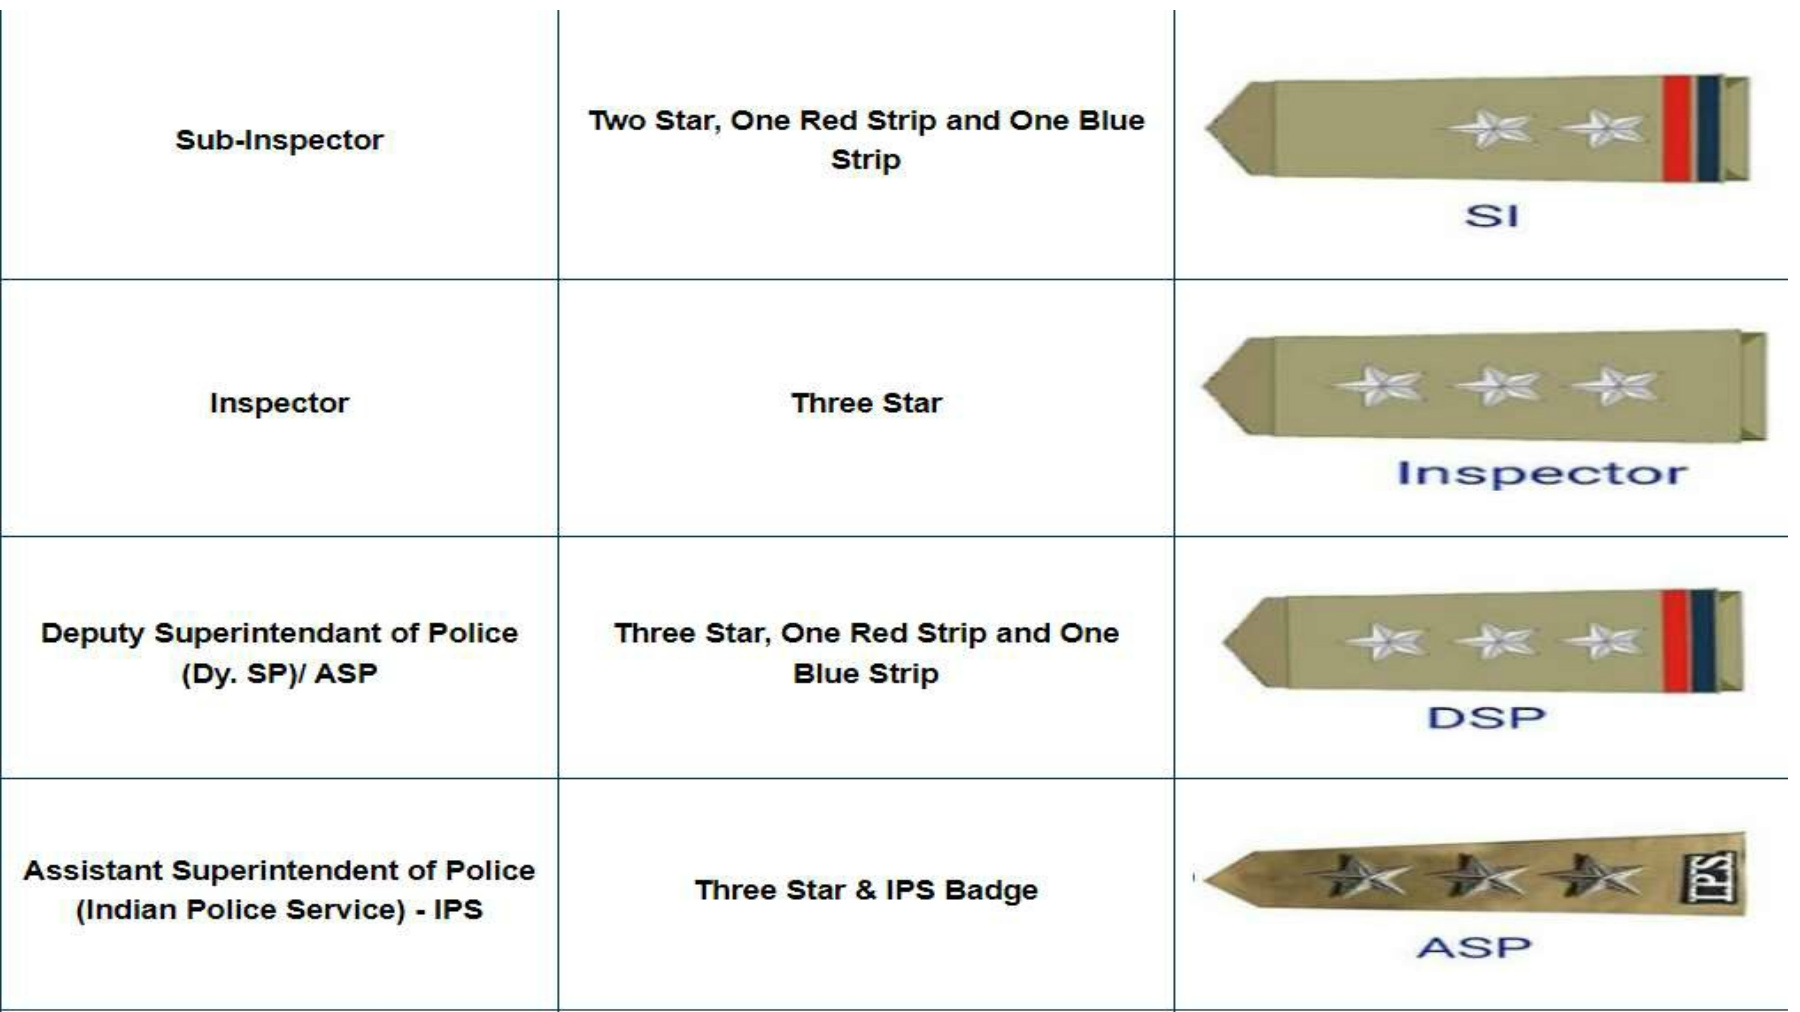 Sub-Inspector
Two Star, One Red Strip and One Blue
Strip
SI
Inspector
Three Star
Inspector
Deputy Superintendant of Police
(Dy. SP)/ ASP
Three Star, One Red Strip and One
Blue Strip
DSP
Assistant Superintendent of Police
(Indian Police Service) - IPS
Three Star & IPS Badge
IPS
ASP